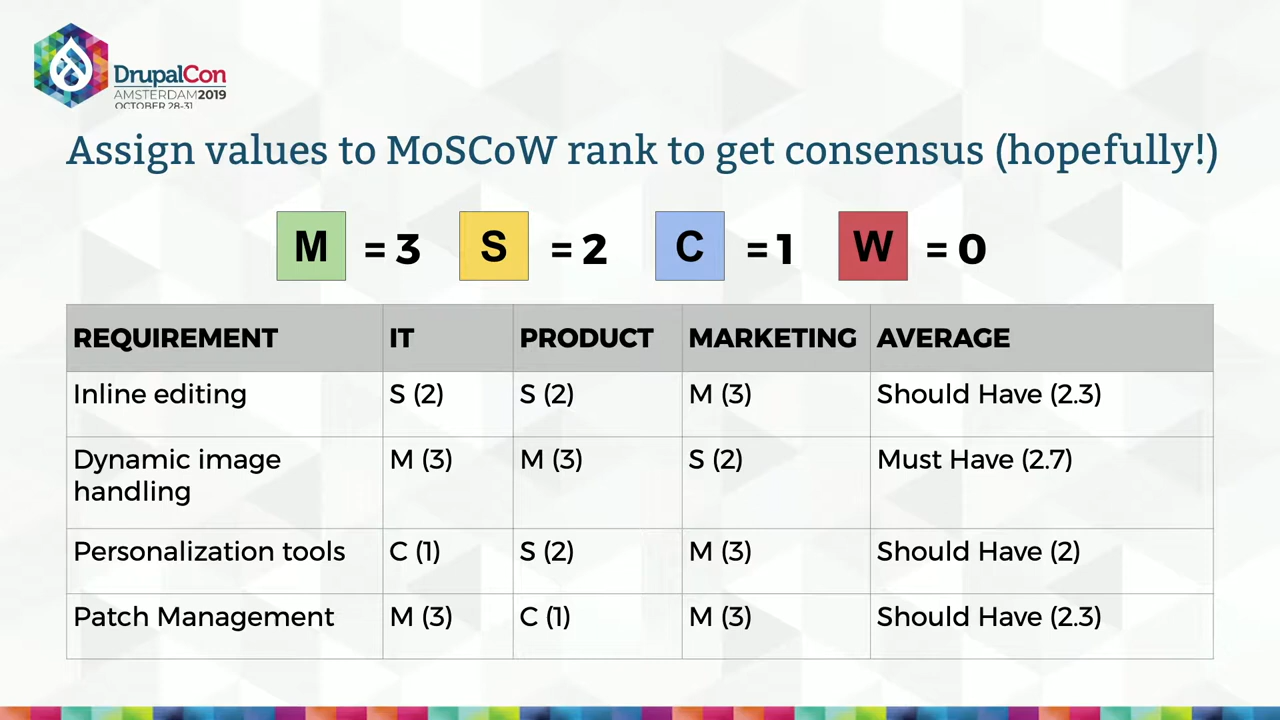 DrupalCon
AMSTERDAM2019
OCTOBER 28-31
Assign values to MoSCoW rank to get consensus (hopefully!)
M = 3 S = 2 C = 1 W = 0
REQUIREMENT IT PRODUCT MARKETING AVERAGE
Inline editing S (2) S (2) M (3) Should Have (2.3)
Dynamic image M (3) M (3) S (2) Must Have (2.7)
handling
Personalization tools C (1) S (2) M (3) Should Have (2)
Patch Management M (3) C (1) M (3) Should Have (2.3)